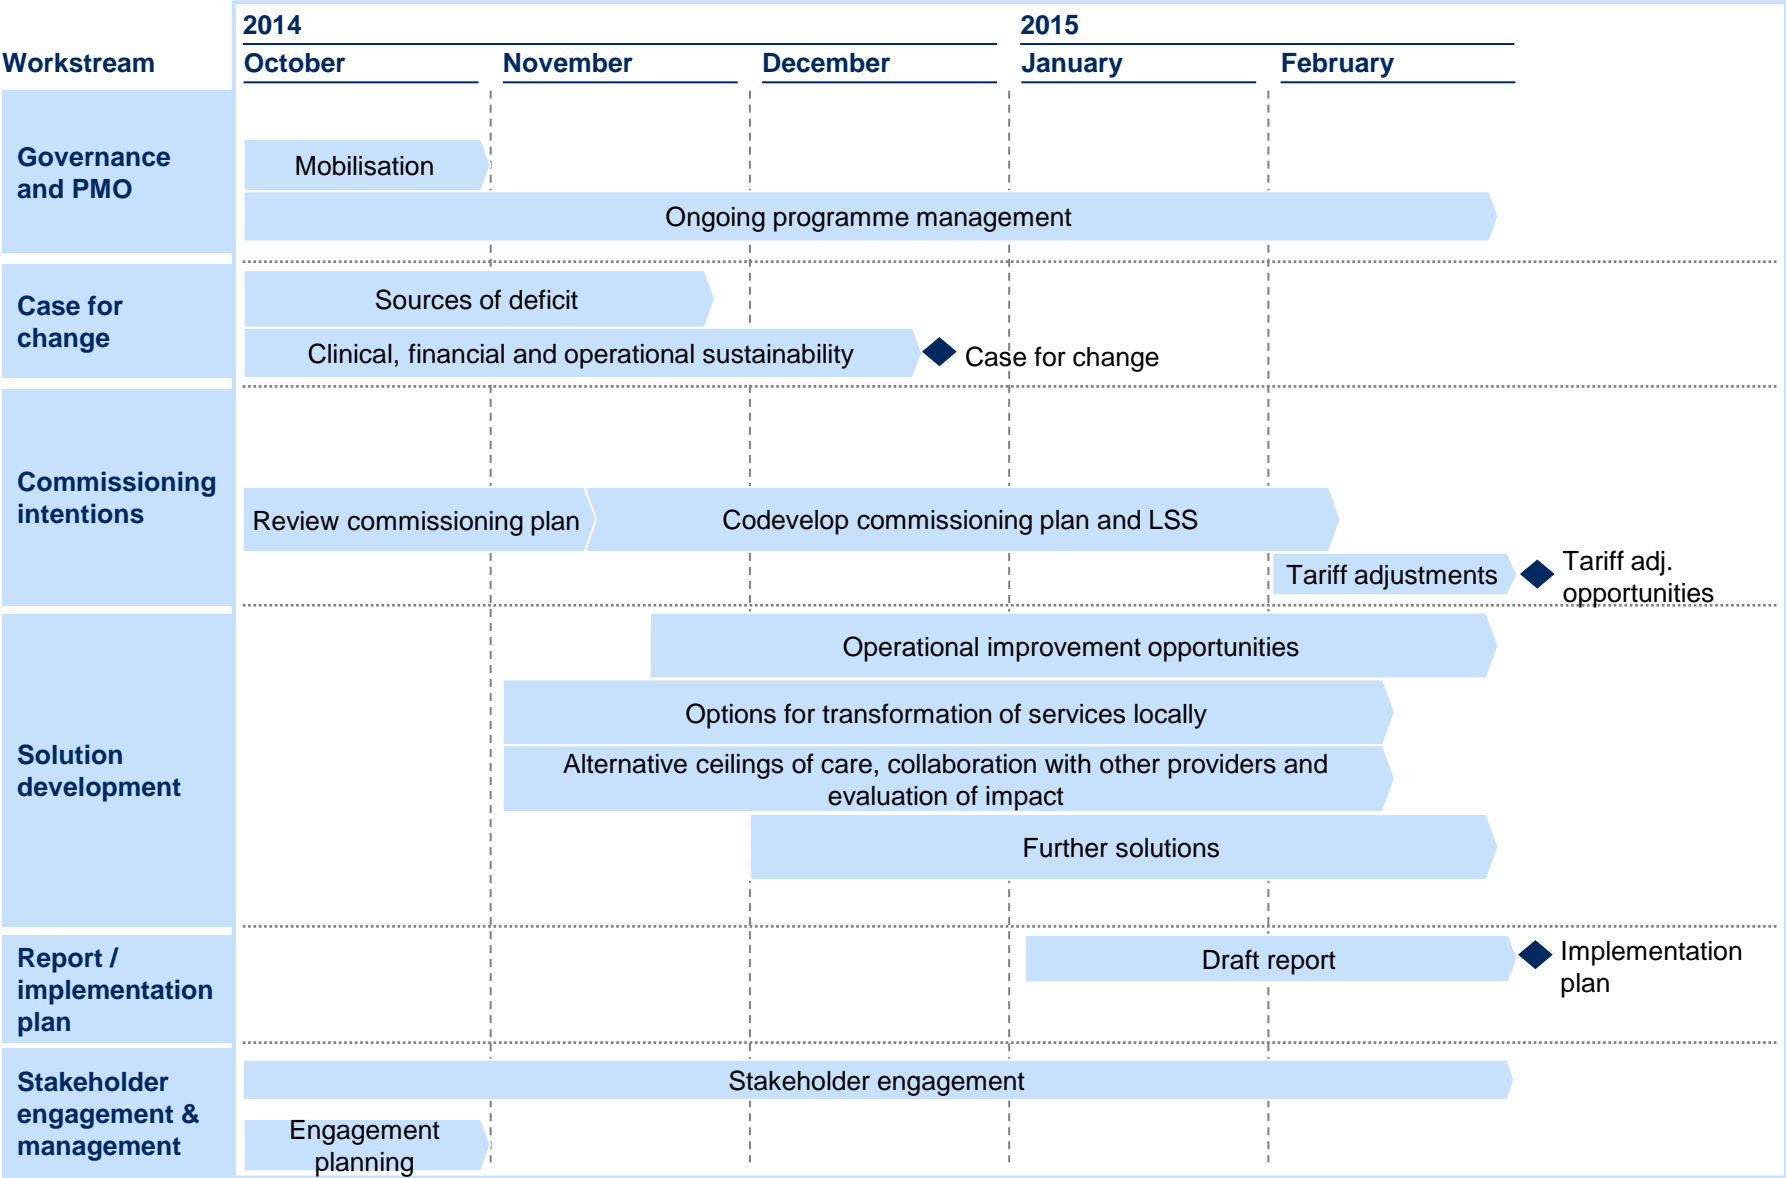 2014
2015
Workstream
October
November
December
January
February
Governance
and PMO
Mobilisation
Ongoing programme management
Case for
change
Sources of deficit
Clinical, financial and operational sustainability
Case for change
Commissioning
intentions
Review commissioning plan
Codevelop commissioning plan and LSS
Tariff adjustments
Tariff adj.
opportunities
Solution
development
Operational improvement opportunities
Options for transformation of services locally
Alternative ceilings of care, collaboration with other providers and
evaluation of impact
Further solutions
Report /
implementation
plan
Draft report
Implementation
plan
Stakeholder
engagement &
management
Stakeholder engagement
Engagement
planning